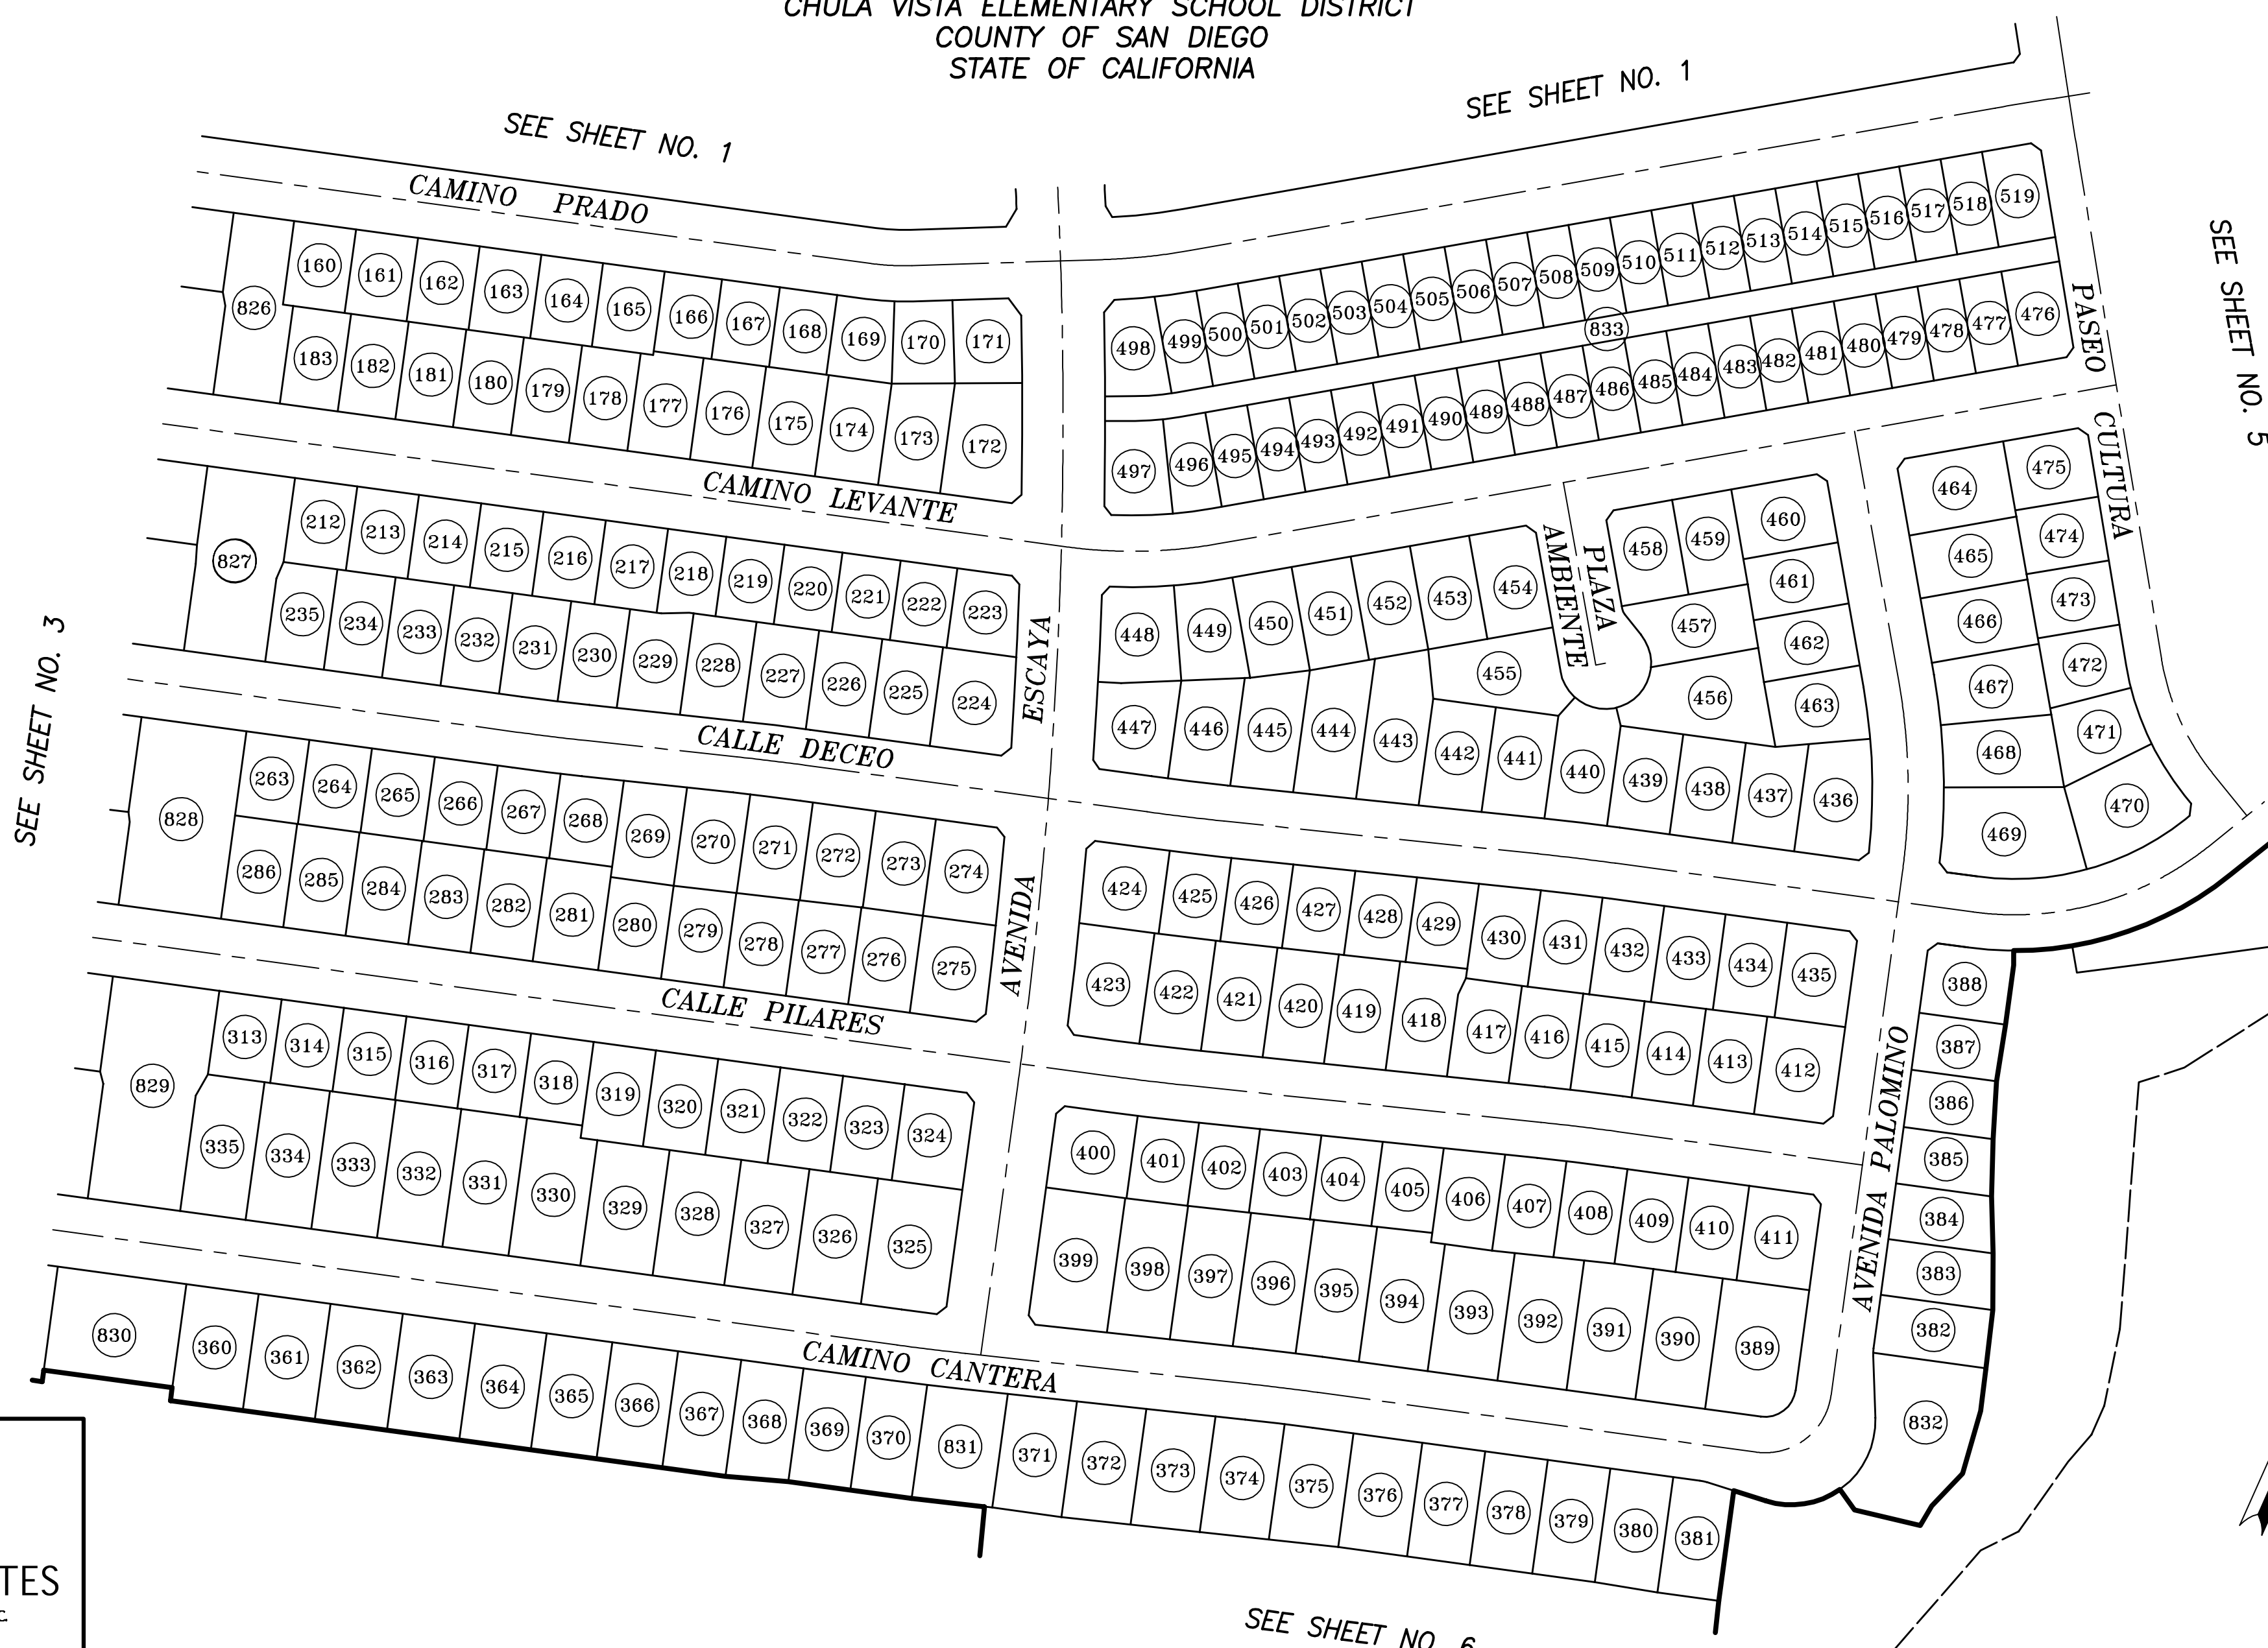 CHULA VISTA ELEMENTARY SCHOOL DISTRICT
COUNTY OF SAN DIEGO
STATE OF CALIFORNIA
SEE SHEET NO. 1
SEE SHEET NO. 1
SEE SHEET NO. 3
SEE SHEET NO. 5
CAMINO PRADO
826 160 161 162 163 164 165 166 167 168 169 170 171
183 182 181 180 179 178 177 176 175 174 173 172
498 499 500 501 502 503 504 505 506 507 508 509 510 511 512 513 514 515 516 517 518 519
833
497 496 495 494 493 492 491 490 489 488 487 486 485 484 483 482 481 480 479 478 477 476
PASEO CULTURA
CAMINO LEVANTE
827 212 213 214 215 216 217 218 219 220 221 222 223
235 234 233 232 231 230 229 228 227 226 225 224
AVENIDA ESCAYA
448 449 450 451 452 453 454
PLAZA
AMBIENTE
458 459 460
457 461
455 456 462
463
447 446 445 444 443 442 441 440 439 438 437 436
464 475
465 474
466 473
467 472
468 471
469 470
CALLE DECEO
828 263 264 265 266 267 268 269 270 271 272 273 274
286 285 284 283 282 281 280 279 278 277 276 275
424 425 426 427 428 429 430 431 432 433 434 435
423 422 421 420 419 418 417 416 415 414 413 412
CALLE PILARES
829 313 314 315 316 317 318 319 320 321 322 323 324
335 334 333 332 331 330 329 328 327 326 325
400 401 402 403 404 405 406 407 408 409 410 411
399 398 397 396 395 394 393 392 391 390 389
AVENIDA PALOMINO
388
387
386
385
384
383
382
832
CAMINO CANTERA
830 360 361 362 363 364 365 366 367 368 369 370 831 371 372 373 374 375 376 377 378 379 380 381
TES
SEE SHEET NO. 6